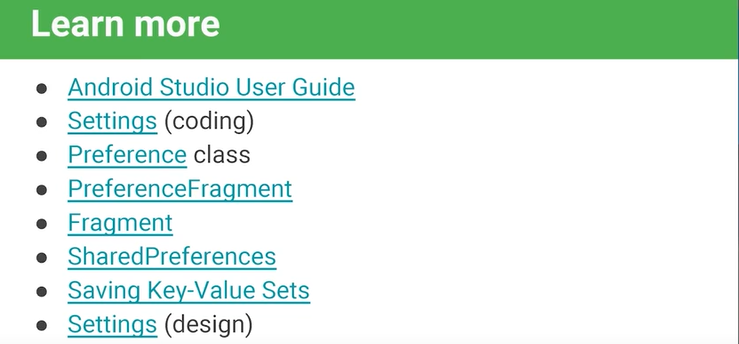 Learn more
Android Studio User Guide
Settings (coding)
Preference class
PreferenceFragment
Fragment
SharedPreferences
Saving Key-Value Sets
Settings (design)